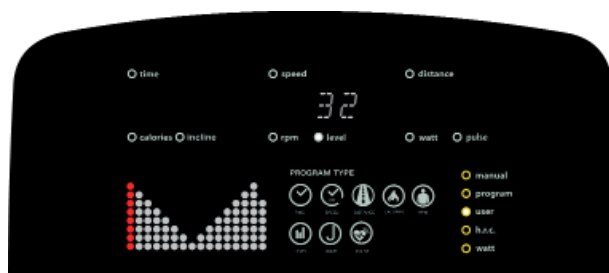 time speed distance
32
calories incline rpm level watt pulse
PROGRAM TYPE
manual
program
user
h.r.c.
watt